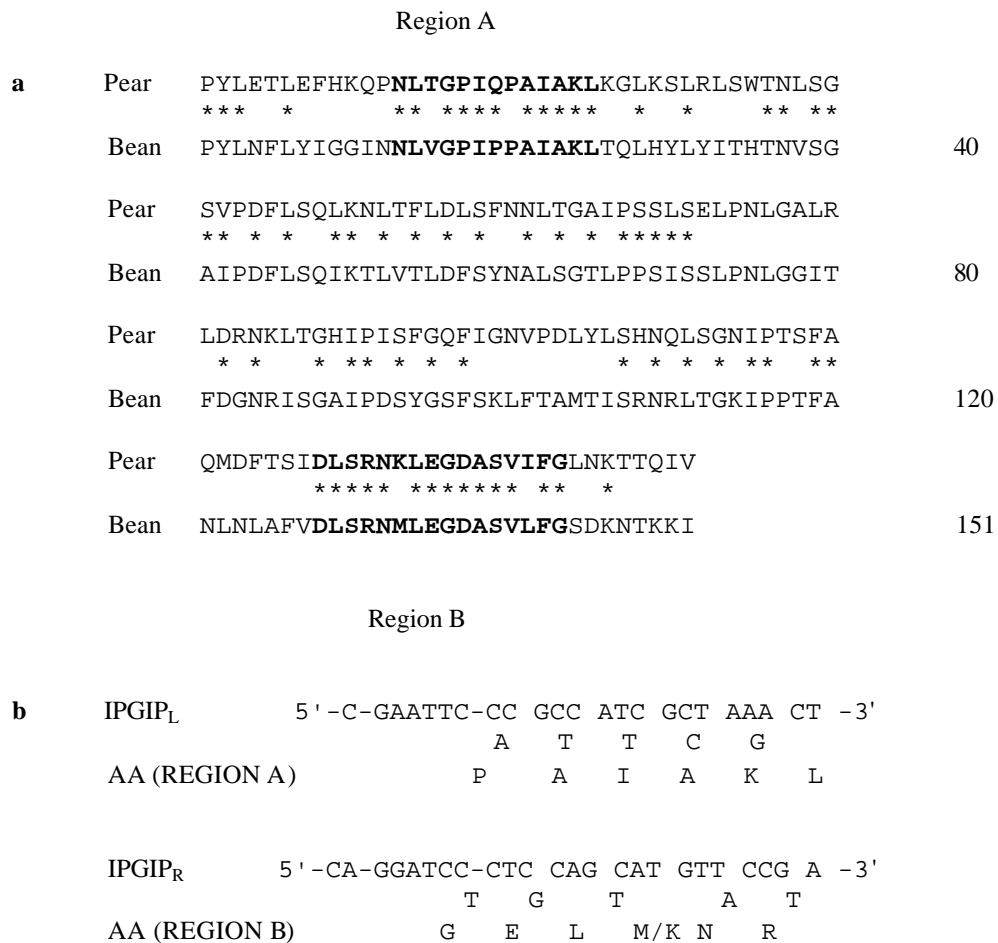 Region A
a Pear PYLETLEFHKQPNLTGPIQPAIAKLKGLKSLRLSWTNLSG
*** * ** **** ***** * * ** **
Bean PYLNFLYIGGINNLVGPIPPAIAKLTQLHYLYITHTNVSG 40
Pear SVPDFLSQLKNLTFLDLSFNNLTGAIPSSLSELPNLGALR
** * * ** * * * * * * * *****
Bean AIPDFLSQIKTLVTLDFSYNALSGTLPPSISSLPNLGGIT 80
Pear LDRNKLTGHIPISFGQFIGNVPDLYLSHNQLSGNIPTSFA
* * * ** * * * * * * * ** **
Bean FDGNRISGAIPDSYGSFSKLFTAMTISRNRLTGKIPPTFA 120
Pear QMDFTSIDLSRNKLEGDASVIFGLNKTTQIV
***** ******* ** *
Bean NLNLAFVDLSRNMLEGDASVLFGSDKNTKKI 151
Region B
b IPGIPL 5'-C-GAATTC-CC GCC ATC GCT AAA CT -3'
A T T C G
AA (REGION A) P A I A K L
IPGIPR 5'-CA-GGATCC-CTC CAG CAT GTT CCG A -3'
T G T A T
AA (REGION B) G E L M/K N R